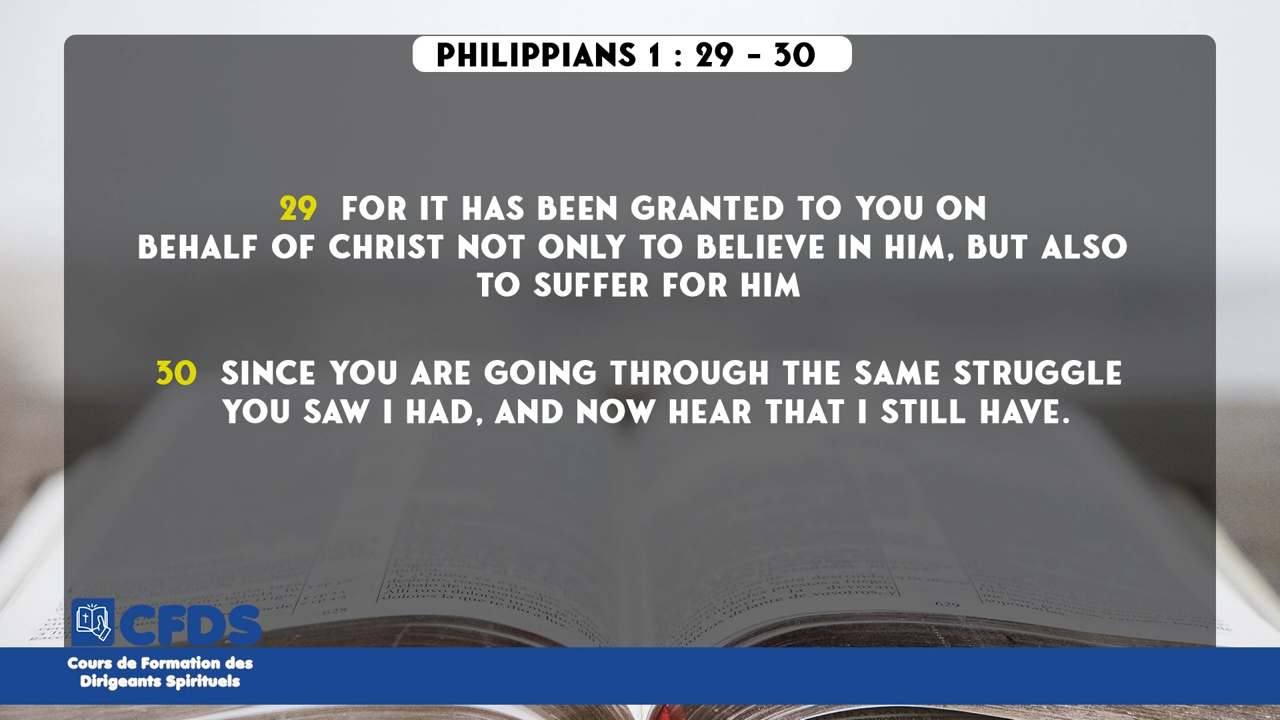 PHILIPPIANS 1 : 29 - 30
29 FOR IT HAS BEEN GRANTED TO YOU ON
BEHALF OF CHRIST NOT ONLY TO BELIEVE IN HIM, BUT ALSO
TO SUFFER FOR HIM
30 SINCE YOU ARE GOING THROUGH THE SAME STRUGGLE
YOU SAW I HAD, AND NOW HEAR THAT I STILL HAVE.
628
629
CFDS
Cours de Formation des
Dirigeants Spirituels